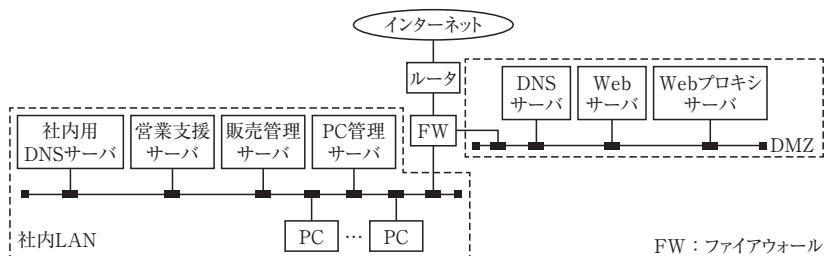 インターネット
ルータ
DNS
サーバ
Web
サーバ
Webプロキシ
サーバ
社内用
DNSサーバ
営業支援
サーバ
販売管理
サーバ
PC管理
サーバ
FW
DMZ
PC
…
PC
社内LAN
FW：ファイアウォール